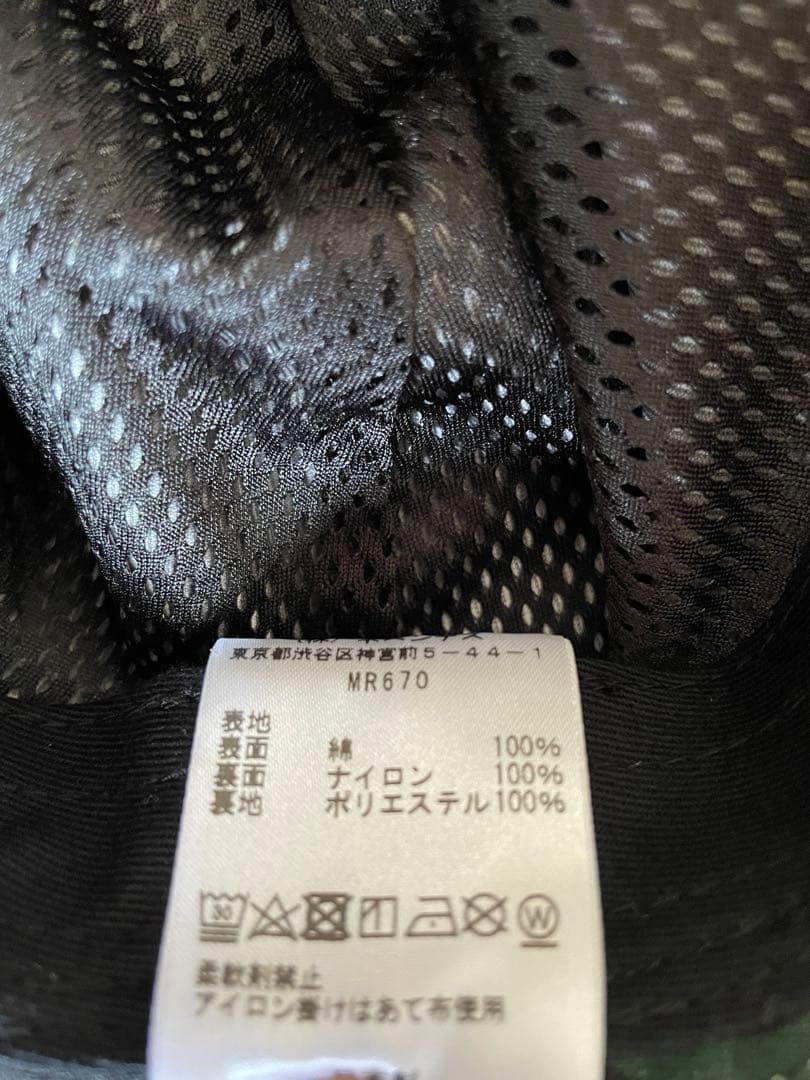 東京都渋谷区神宮前5-44-1
MR670
表地
表面 綿 100%
裏面 ナイロン 100%
裏地 ポリエステル100%
30 W
柔軟剤禁止
アイロン掛けはあて布使用